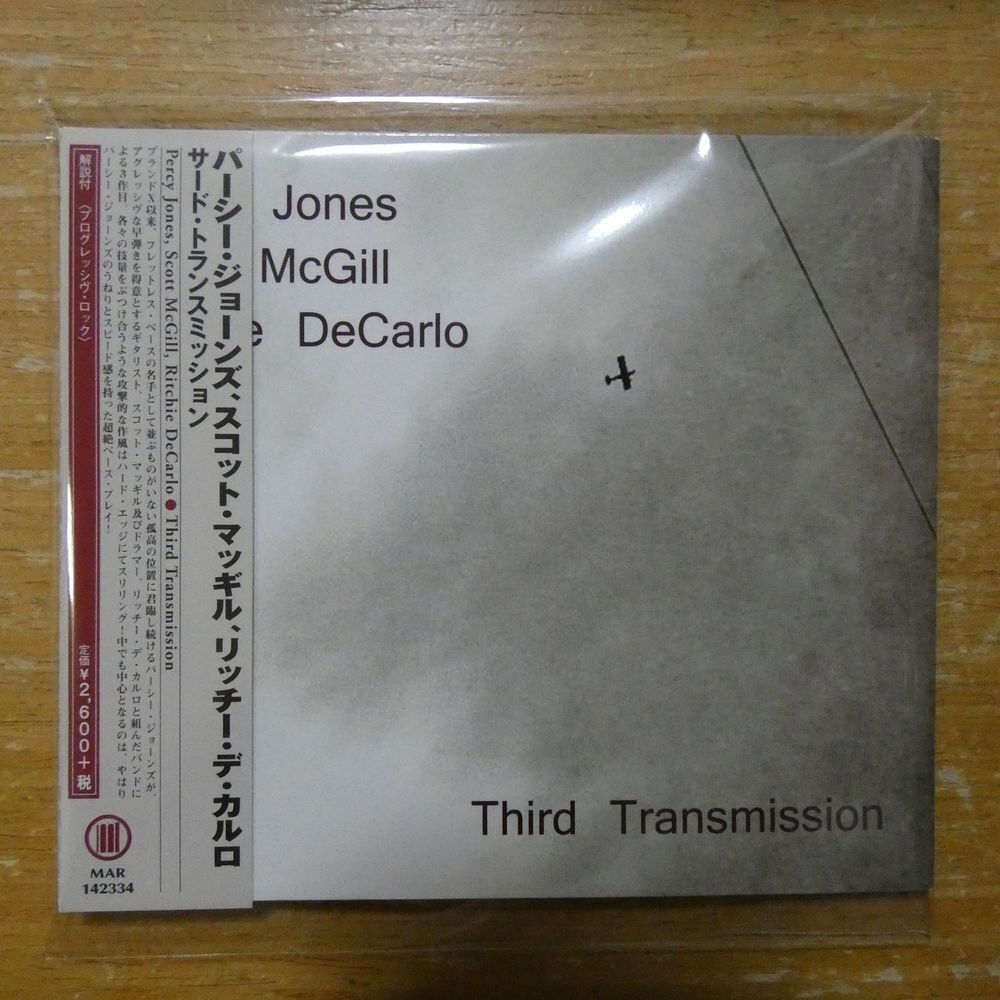 パーシー・ジョーンズ、スコット・マッギル、リッチー・デ・カルロ
サード・トランスミッション
Percy Jones, Scott McGill, Ritchie DeCarlo ● Third Transmission
ブランドX以来、フレットレス・ベースの名手として並ぶものがいない孤高の位置に君臨し続けるパーシー・ジョーンズが、
アグレッシヴな早弾きを得意とするギタリスト、スコット・マッギル及びドラマー、リッチー・デ・カルロと組んだバンドに
よる3作目。各々の技量をぶつけ合うような攻撃的な作風はハード・エッジにてスリリング!中でも中心となるのは、やはり
パーシー・ジョーンズのうねりとスピード感を持った超絶ベース・プレイ!
解説付 〈プログレッシヴ・ロック〉 定価¥2,600+税
MAR
142334
Jones
McGill
e DeCarlo
Third Transmission